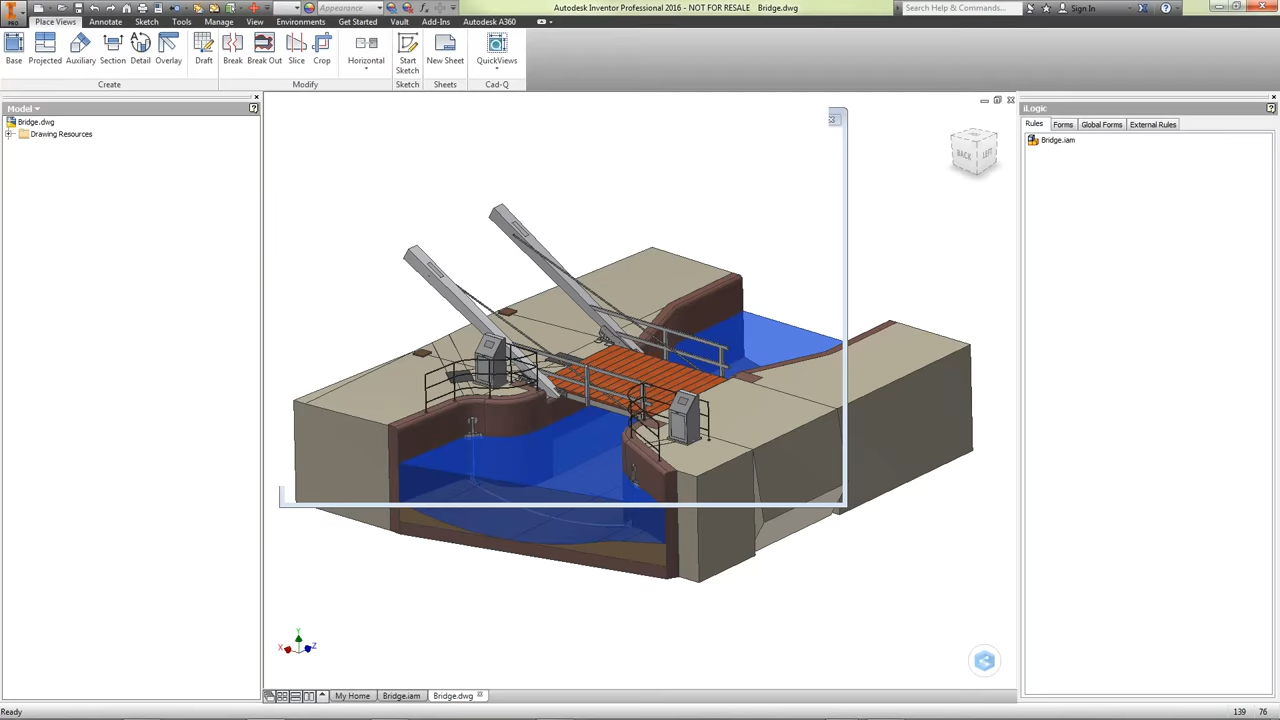 Autodesk Inventor Professional 2016 - NOT FOR RESALE Bridge.dwg
Appearance
Search Help & Commands...
Sign In
PRO
Place Views Annotate Sketch Tools Manage View Environments Get Started Vault Add-Ins Autodesk A360
Base Projected Auxiliary Section Detail Overlay Draft Break Break Out Slice Crop Horizontal Start Sketch New Sheet QuickViews
Create Modify Sketch Sheets Cad-Q
Model
Bridge.dwg
Drawing Resources
BACK LEFT
iLogic
Rules Forms Global Forms External Rules
Bridge.iam
Y
X Z
My Home Bridge.iam Bridge.dwg
Ready
139 76